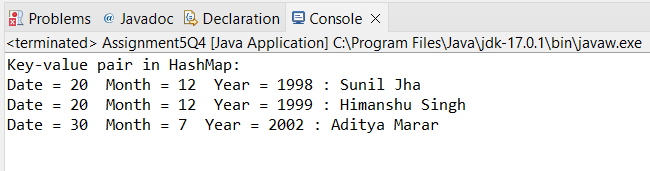 Problems @ Javadoc Declaration Console
<terminated> Assignment5Q4 [Java Application] C:\Program Files\Java\jdk-17.0.1\bin\javaw.exe
Key-value pair in HashMap:
Date = 20  Month = 12  Year = 1998 : Sunil Jha
Date = 20  Month = 12  Year = 1999 : Himanshu Singh
Date = 30  Month = 7  Year = 2002 : Aditya Marar